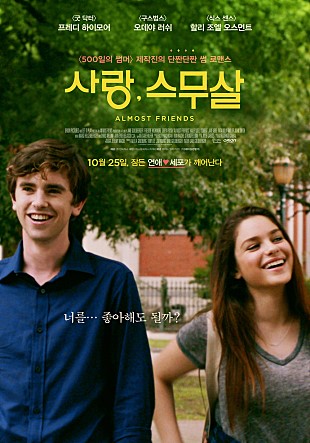 <굿 닥터> <구스범스> <식스 센스>
프레디 하이모어 오데야 러쉬 할리 조엘 오스먼트
<500일의 썸머> 제작진의 단짠단짠 썸 로맨스
사랑, 스무살
ALMOST FRIENDS
10월 25일, 잠든 연애♥세포가 깨어난다
너를… 좋아해도 될까?